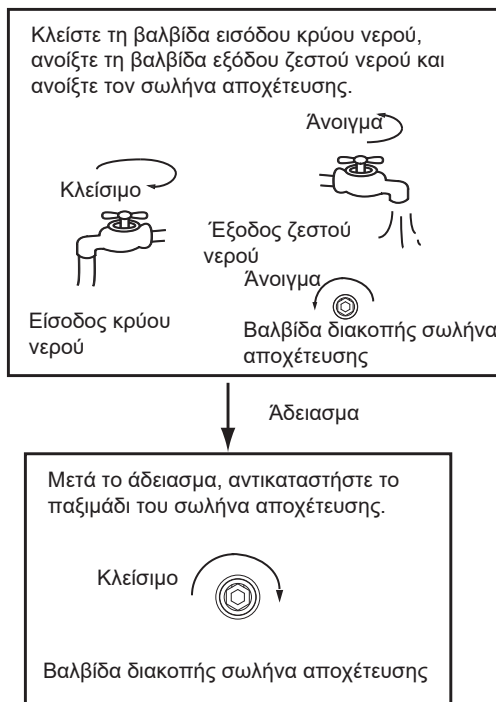 Κλείστε τη βαλβίδα εισόδου κρύου νερού,
ανοίξτε τη βαλβίδα εξόδου ζεστού νερού και
ανοίξτε τον σωλήνα αποχέτευσης.
Άνοιγμα
Κλείσιμο
Έξοδος ζεστού
νερού
Άνοιγμα
Είσοδος κρύου
νερού
Βαλβίδα διακοπής σωλήνα
αποχέτευσης
Άδειασμα
Μετά το άδειασμα, αντικαταστήστε το
παξιμάδι του σωλήνα αποχέτευσης.
Κλείσιμο
Βαλβίδα διακοπής σωλήνα αποχέτευσης